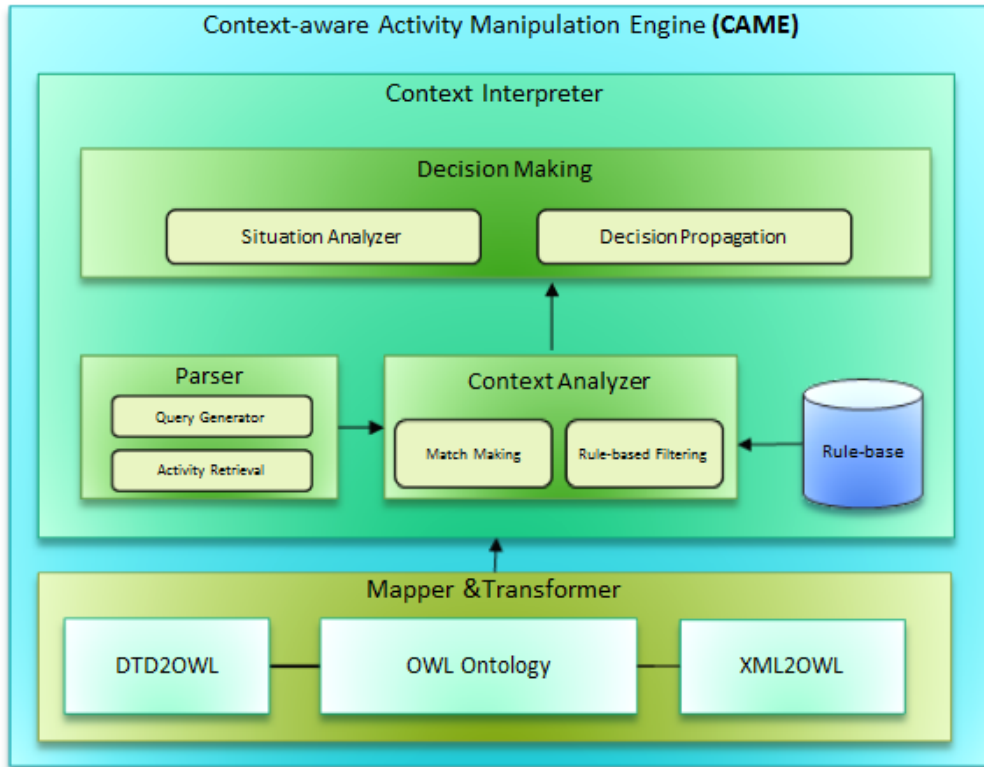 Context-aware Activity Manipulation Engine (CAME)
Context Interpreter
Decision Making
Situation Analyzer
Decision Propagation
Parser
Query Generator
Activity Retrieval
Context Analyzer
Match Making
Rule-based Filtering
Rule-base
Mapper &Transformer
DTD2OWL
OWL Ontology
XML2OWL